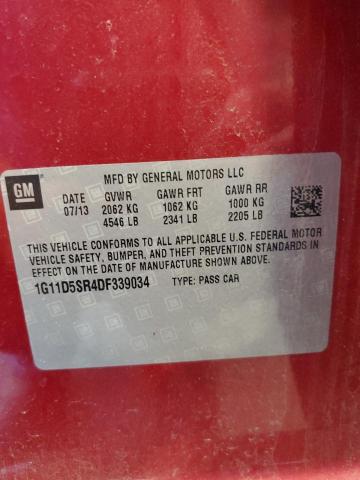 GM
MFD BY GENERAL MOTORS LLC
DATE GVWR GAWR FRT GAWR RR
07/13 2062 KG 1062 KG 1000 KG
4546 LB 2341 LB 2205 LB
THIS VEHICLE CONFORMS TO ALL APPLICABLE U.S. FEDERAL MOTOR
VEHICLE SAFETY, BUMPER, AND THEFT PREVENTION STANDARDS IN
EFFECT ON THE DATE OF MANUFACTURE SHOWN ABOVE.
1G11D5SR4DF339034 TYPE: PASS CAR